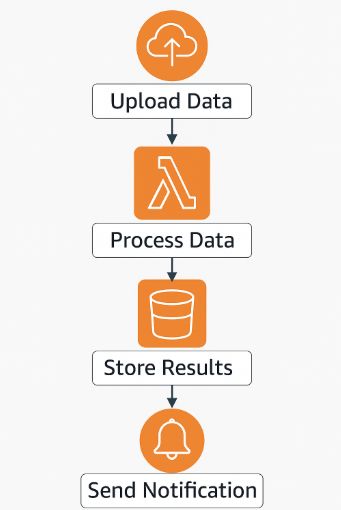 Upload Data
Process Data
Store Results
Send Notification